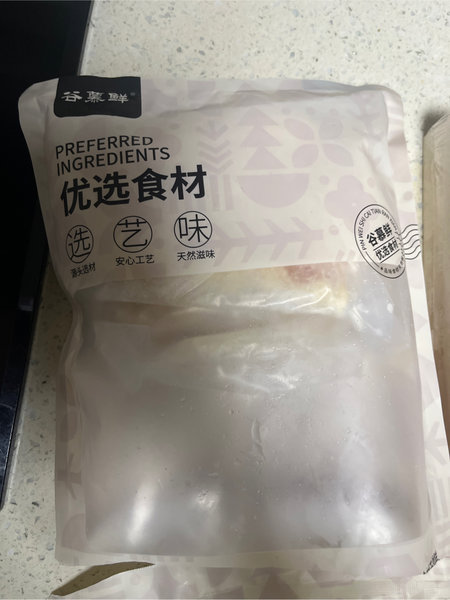 谷慕鲜®
PREFERRED
INGREDIENTS
优选食材
选 艺 味
源头选材 安心工艺 天然滋味
谷慕鲜
优选食材